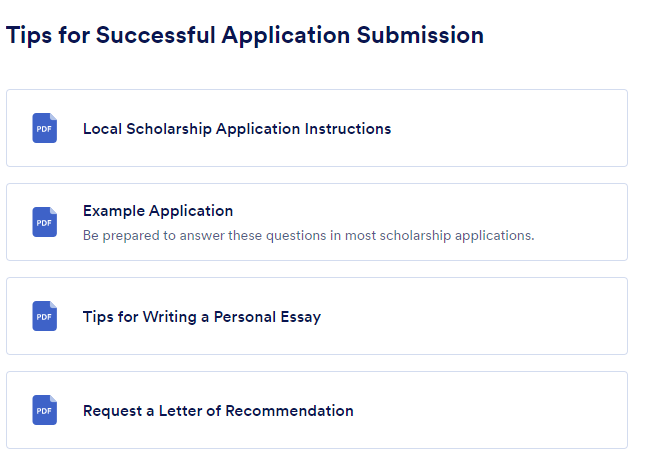 Tips for Successful Application Submission
PDF
Local Scholarship Application Instructions
PDF
Example Application
Be prepared to answer these questions in most scholarship applications.
PDF
Tips for Writing a Personal Essay
PDF
Request a Letter of Recommendation